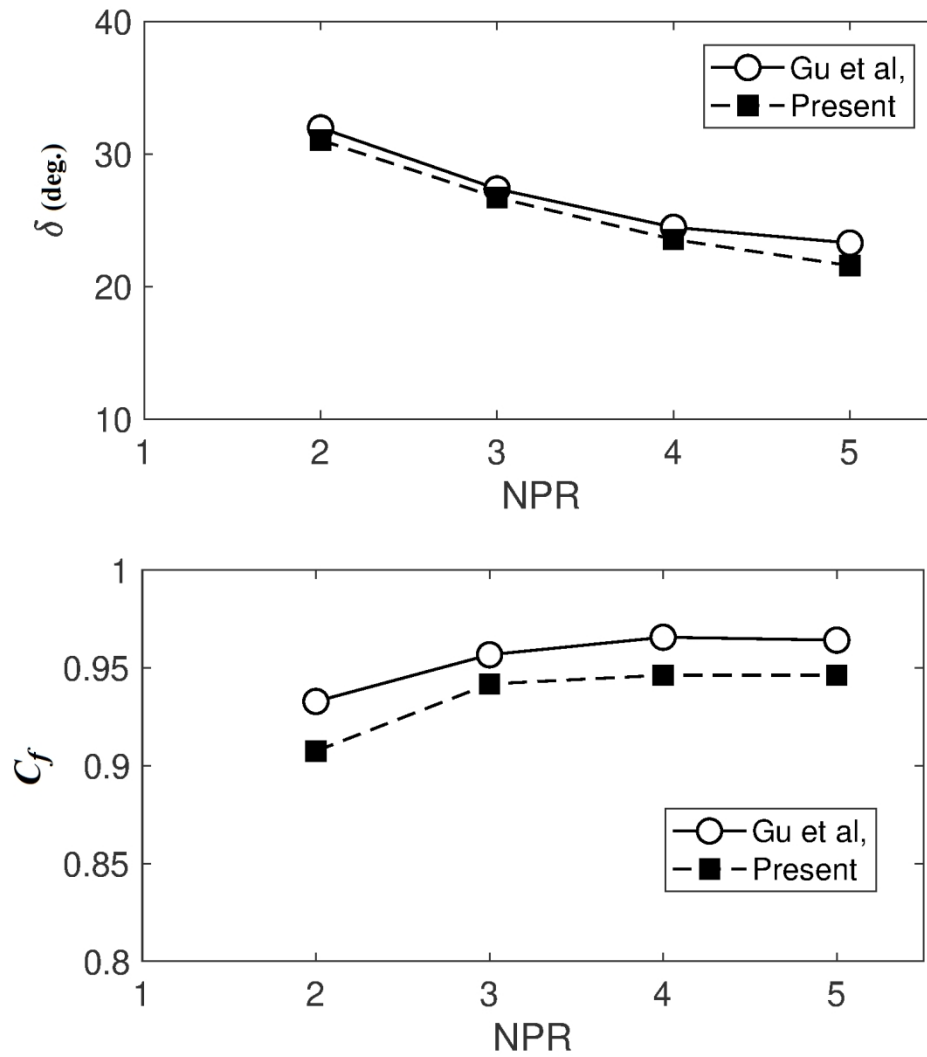 40
30
20
10
δ (deg.)
1 2 3 4 5
NPR
Gu et al,
Present
1
0.95
0.9
0.85
0.8
Cf
1 2 3 4 5
NPR
Gu et al,
Present